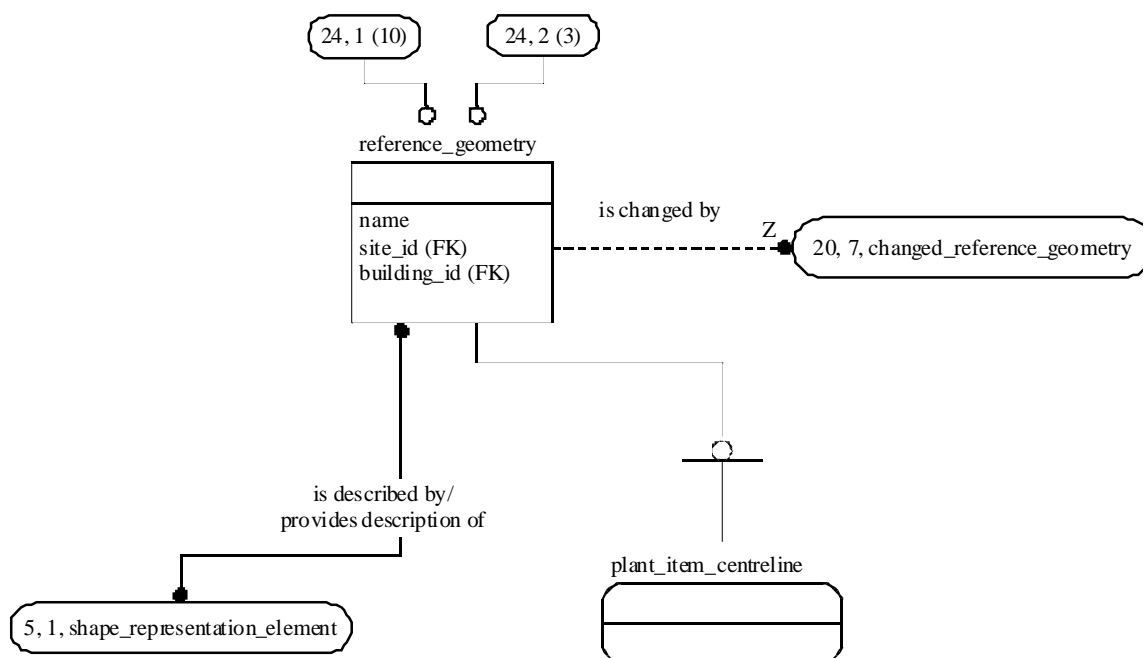 24, 1 (10)
24, 2 (3)
reference_geometry
name
site_id (FK)
building_id (FK)
is changed by
Z
20, 7, changed_reference_geometry
is described by/
provides description of
plant_item_centreline
5, 1, shape_representation_element